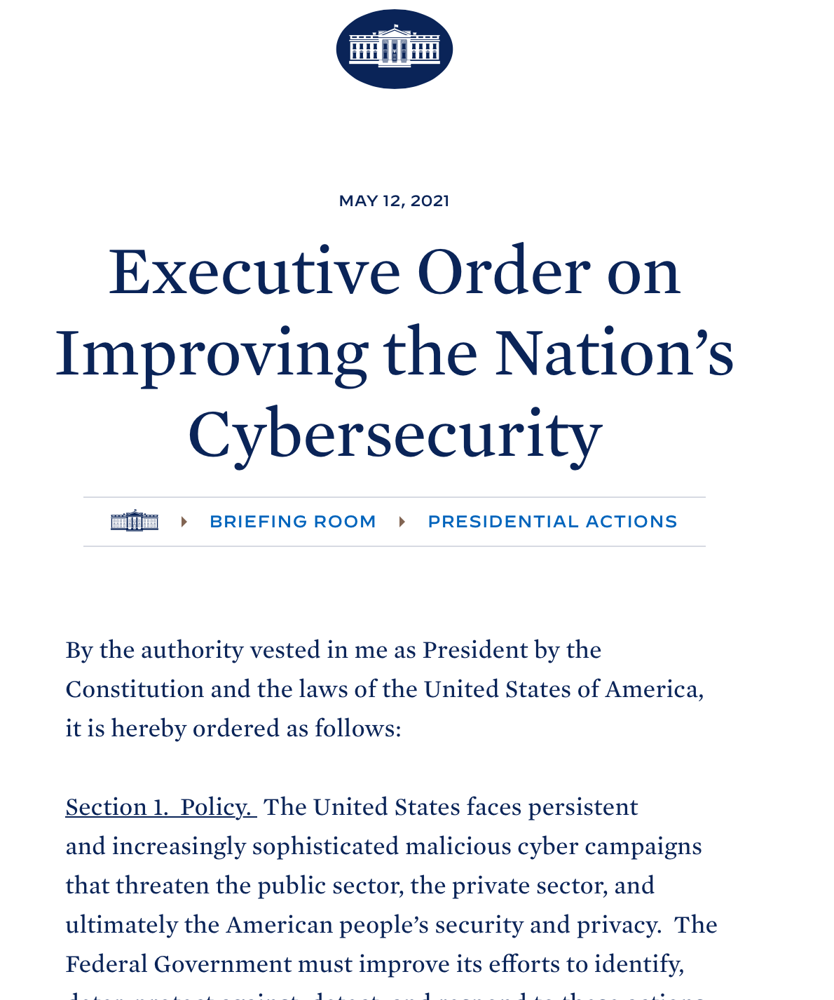 MAY 12, 2021
Executive Order on
Improving the Nation’s
Cybersecurity
BRIEFING ROOM PRESIDENTIAL ACTIONS
By the authority vested in me as President by the
Constitution and the laws of the United States of America,
it is hereby ordered as follows:
Section 1.  Policy.  The United States faces persistent
and increasingly sophisticated malicious cyber campaigns
that threaten the public sector, the private sector, and
ultimately the American people’s security and privacy.  The
Federal Government must improve its efforts to identify,